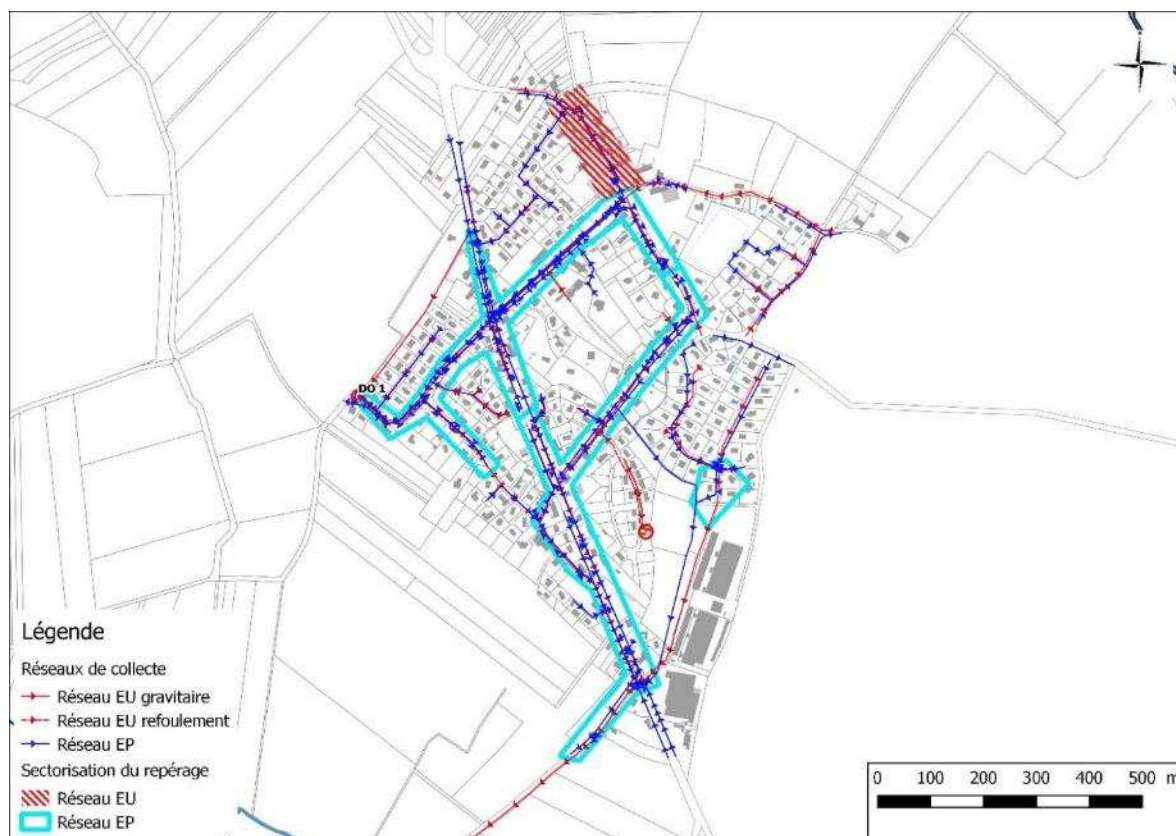 DO 1
Légende
Réseaux de collecte
Réseau EU gravitaire
Réseau EU refoulement
Réseau EP
Sectorisation du repérage
Réseau EU
Réseau EP
0 100 200 300 400 500 m